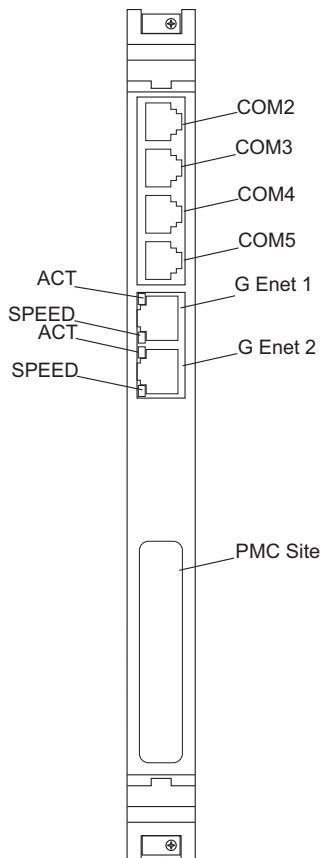 COM2
COM3
COM4
COM5
ACT
G Enet 1
SPEED
ACT
G Enet 2
SPEED
PMC Site